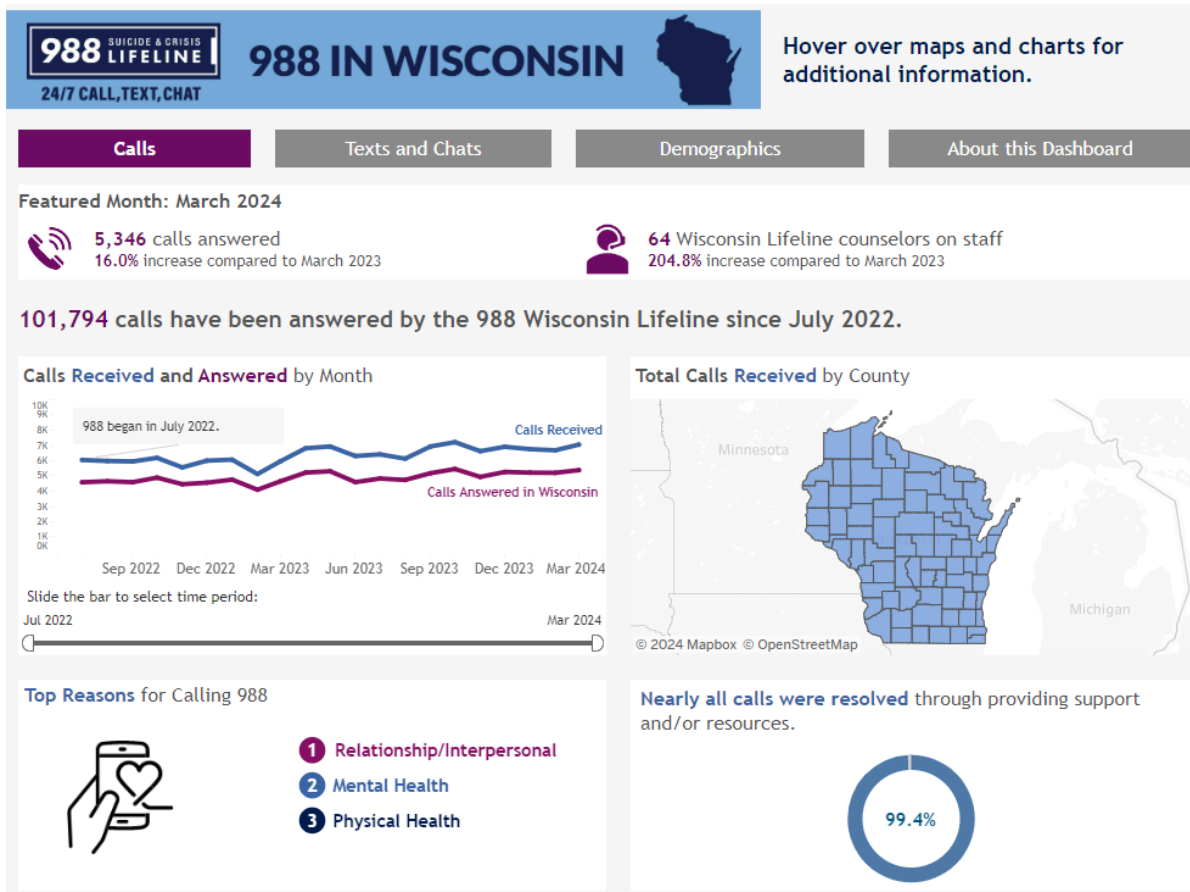 988 SUICIDE & CRISIS LIFELINE
24/7 CALL,TEXT,CHAT
988 IN WISCONSIN
Hover over maps and charts for
additional information.
Calls
Texts and Chats
Demographics
About this Dashboard
Featured Month: March 2024
5,346 calls answered
16.0% increase compared to March 2023
64 Wisconsin Lifeline counselors on staff
204.8% increase compared to March 2023
101,794 calls have been answered by the 988 Wisconsin Lifeline since July 2022.
Calls Received and Answered by Month
10K
9K
8K
7K
6K
5K
4K
3K
2K
1K
0K
988 began in July 2022.
Calls Received
Calls Answered in Wisconsin
Sep 2022 Dec 2022 Mar 2023 Jun 2023 Sep 2023 Dec 2023 Mar 2024
Slide the bar to select time period:
Jul 2022 Mar 2024
Total Calls Received by County
Minnesota
Michigan
© 2024 Mapbox © OpenStreetMap
Top Reasons for Calling 988
1 Relationship/Interpersonal
2 Mental Health
3 Physical Health
Nearly all calls were resolved through providing support
and/or resources.
99.4%